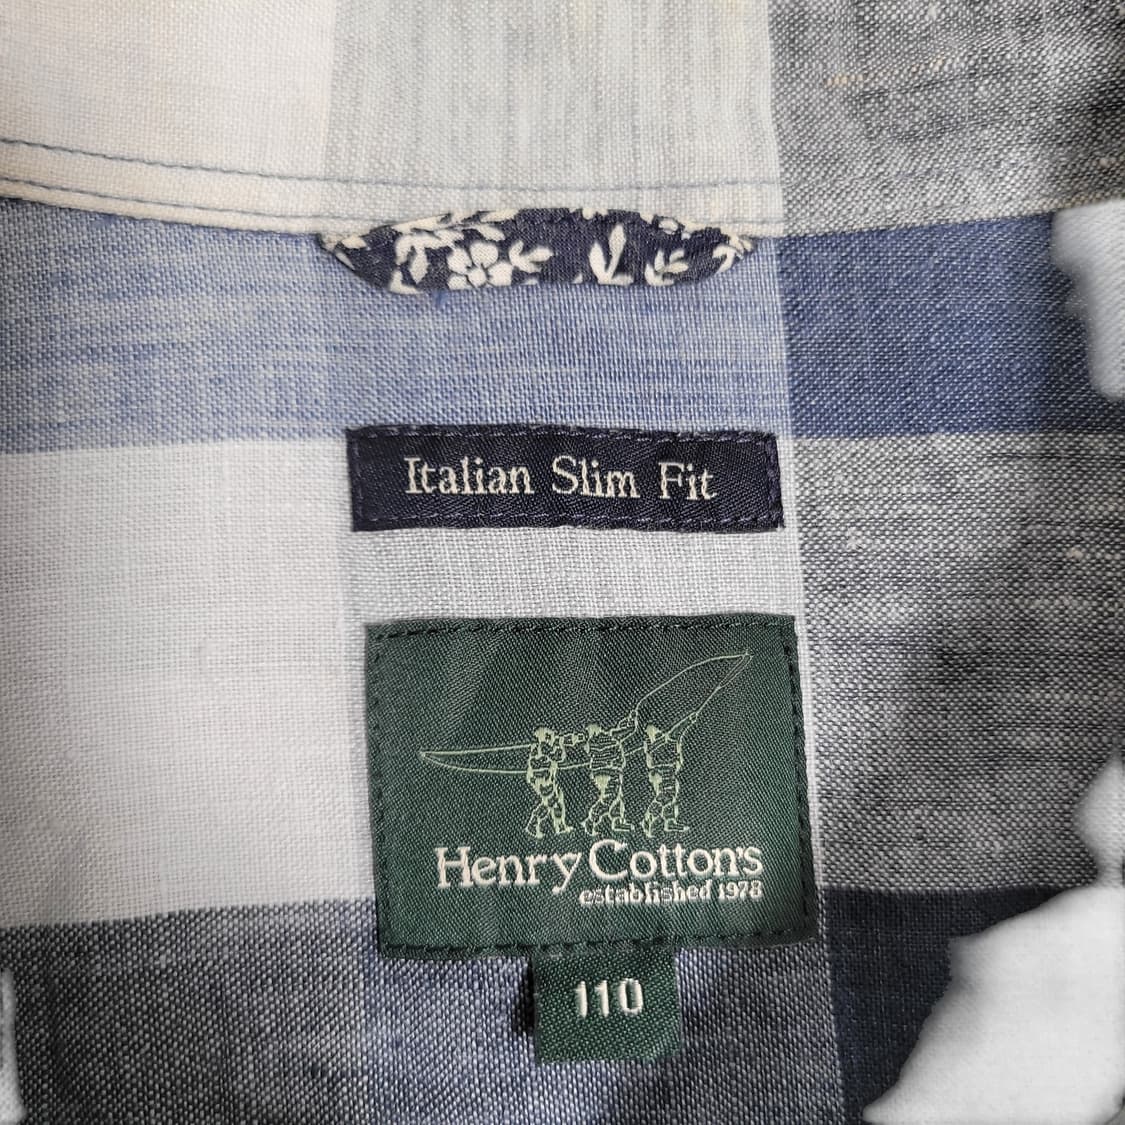 Italian Slim Fit
Henry Cotton's
established 1978
110